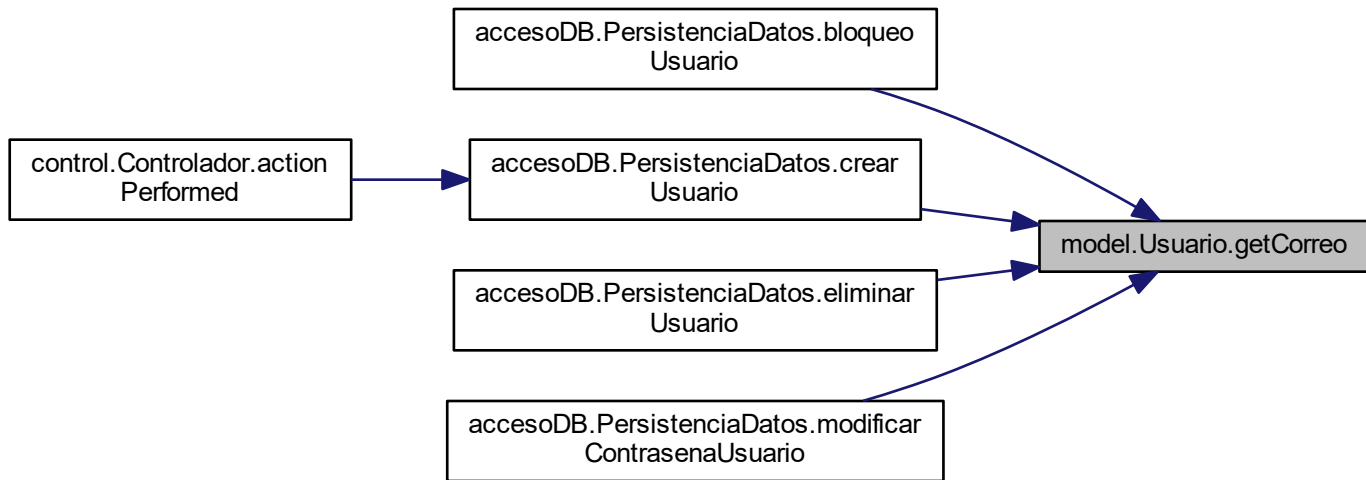 accesoDB.PersistenciaDatos.bloqueo
Usuario
control.Controlador.action
Performed
accesoDB.PersistenciaDatos.crear
Usuario
model.Usuario.getCorreo
accesoDB.PersistenciaDatos.eliminar
Usuario
accesoDB.PersistenciaDatos.modificar
ContrasenaUsuario